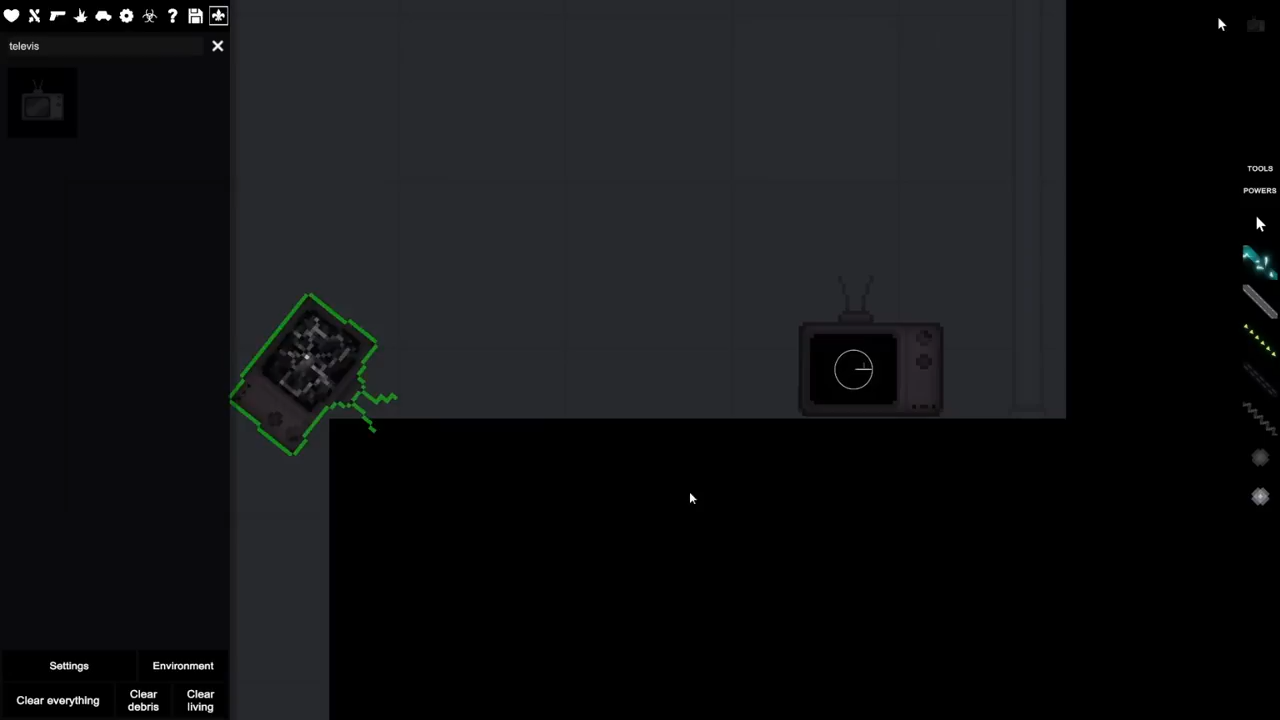 televis
TOOLS
POWERS
Settings
Environment
Clear everything
Clear
debris
Clear
living